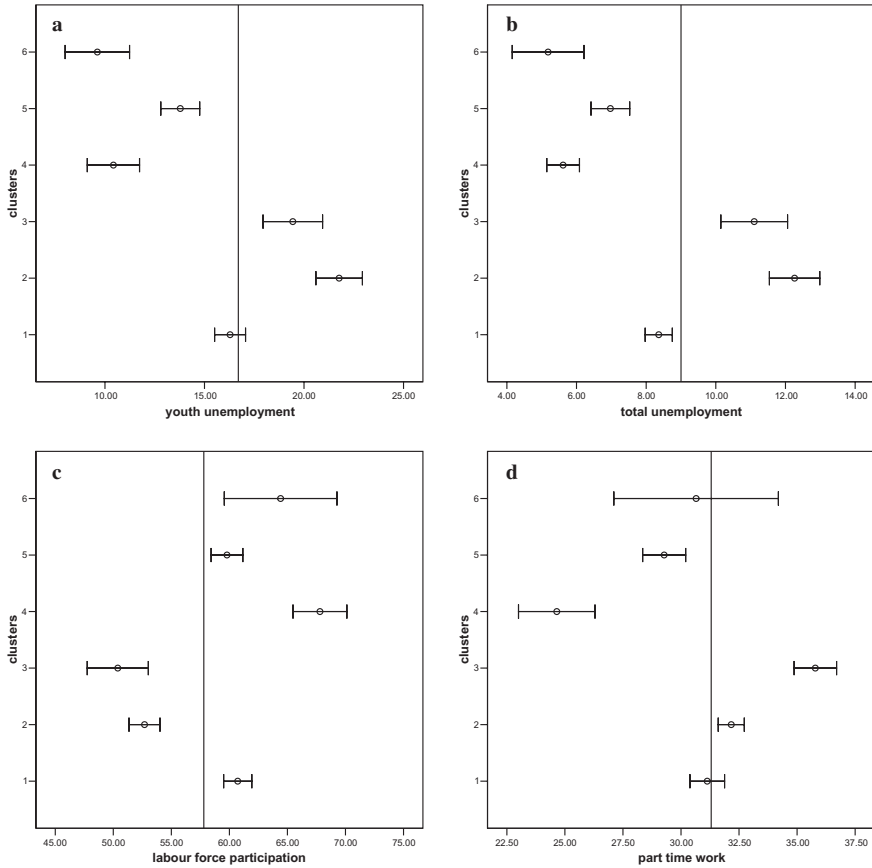 a
6
5
4
3
2
1
clusters
10.00 15.00 20.00 25.00
youth unemployment
b
6
5
4
3
2
1
clusters
4.00 6.00 8.00 10.00 12.00 14.00
total unemployment
c
6
5
4
3
2
1
clusters
45.00 50.00 55.00 60.00 65.00 70.00 75.00
labour force participation
d
6
5
4
3
2
1
clusters
22.50 25.00 27.50 30.00 32.50 35.00 37.50
part time work